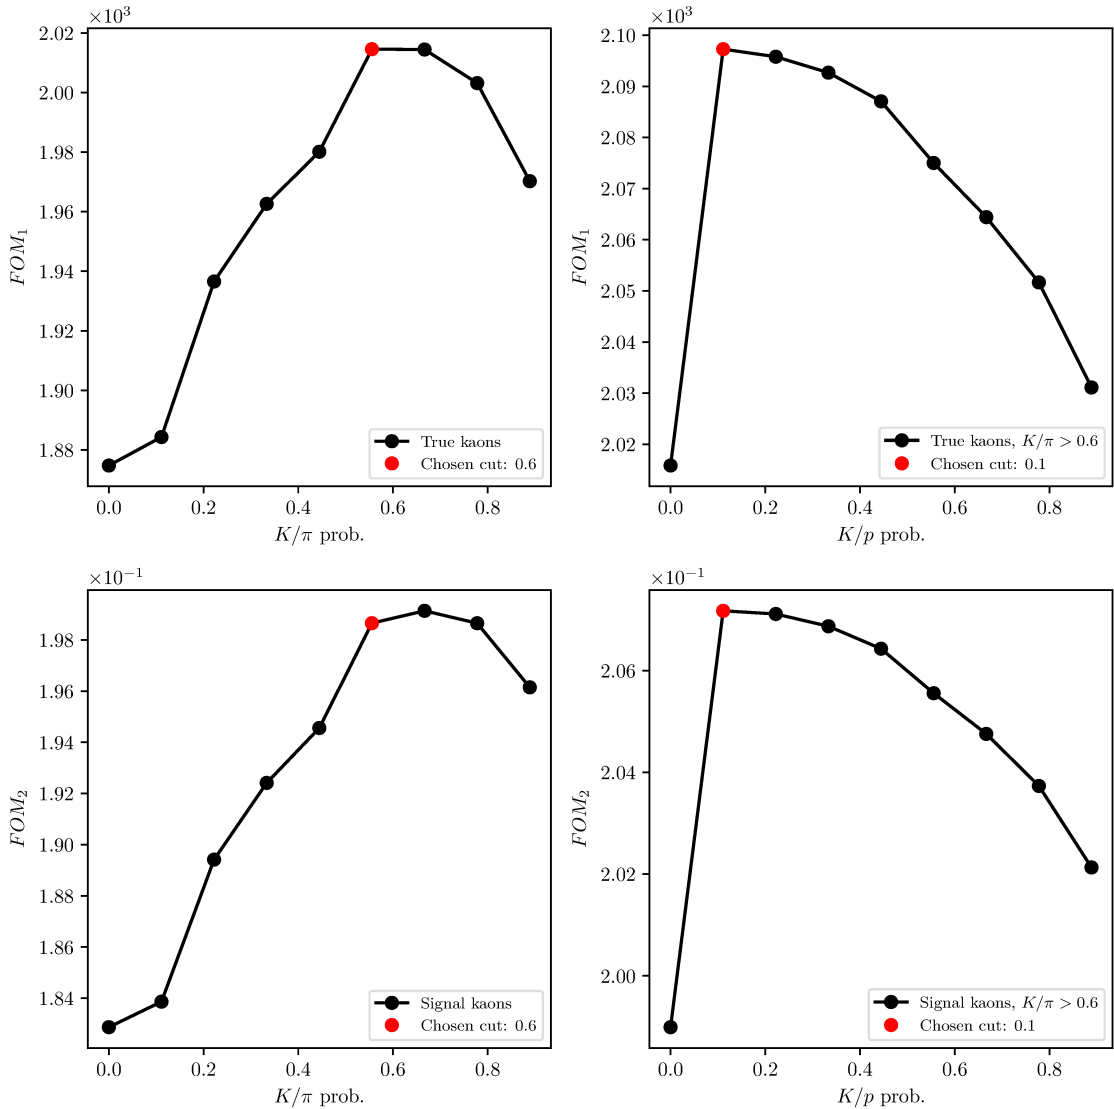 ×10³
2.02
2.00
1.98
1.96
1.94
1.92
1.90
1.88
FOM₁
0.0 0.2 0.4 0.6 0.8
K/π prob.
True kaons
Chosen cut: 0.6
×10³
2.10
2.09
2.08
2.07
2.06
2.05
2.04
2.03
2.02
FOM₁
0.0 0.2 0.4 0.6 0.8
K/p prob.
True kaons, K/π > 0.6
Chosen cut: 0.1
×10⁻¹
1.98
1.96
1.94
1.92
1.90
1.88
1.86
1.84
FOM₂
0.0 0.2 0.4 0.6 0.8
K/π prob.
Signal kaons
Chosen cut: 0.6
×10⁻¹
2.06
2.04
2.02
2.00
FOM₂
0.0 0.2 0.4 0.6 0.8
K/p prob.
Signal kaons, K/π > 0.6
Chosen cut: 0.1